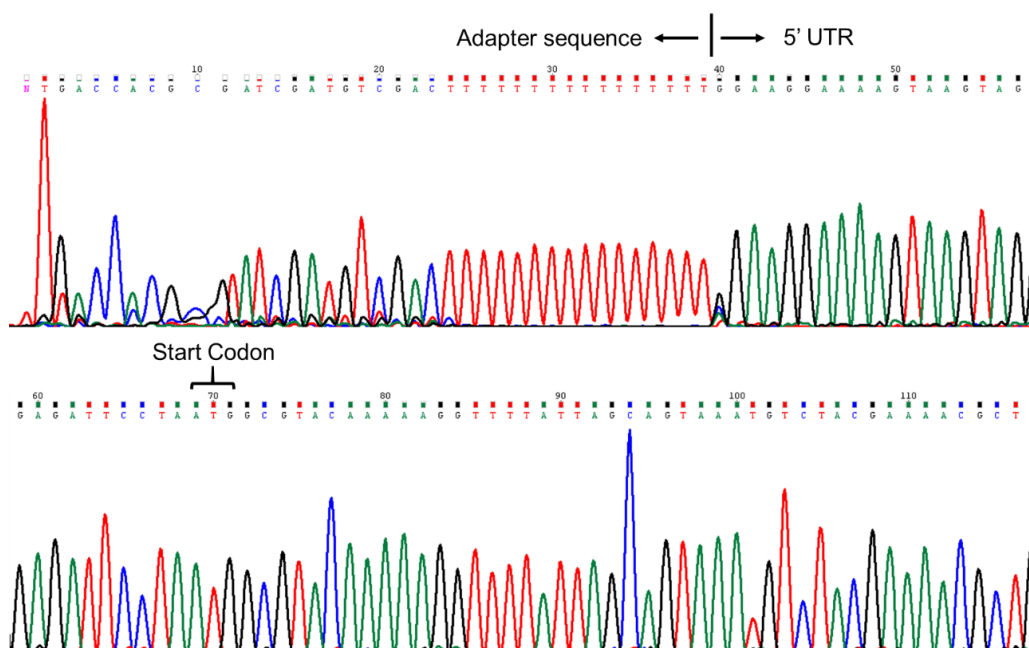 Adapter sequence 5' UTR
10 20 30 40 50
N T G A C C A C G C G A T C G A T G T C G A C T T T T T T T T T T T T T T T T G G A A G G A A A A G T A A G T A G
Start Codon
60 70 80 90 100 110
G A G A T T C C T A A T G G C G T A C A A A A A G G T T T T A T T A G C A G T A A A T G T C T A C G A A A A C G C T